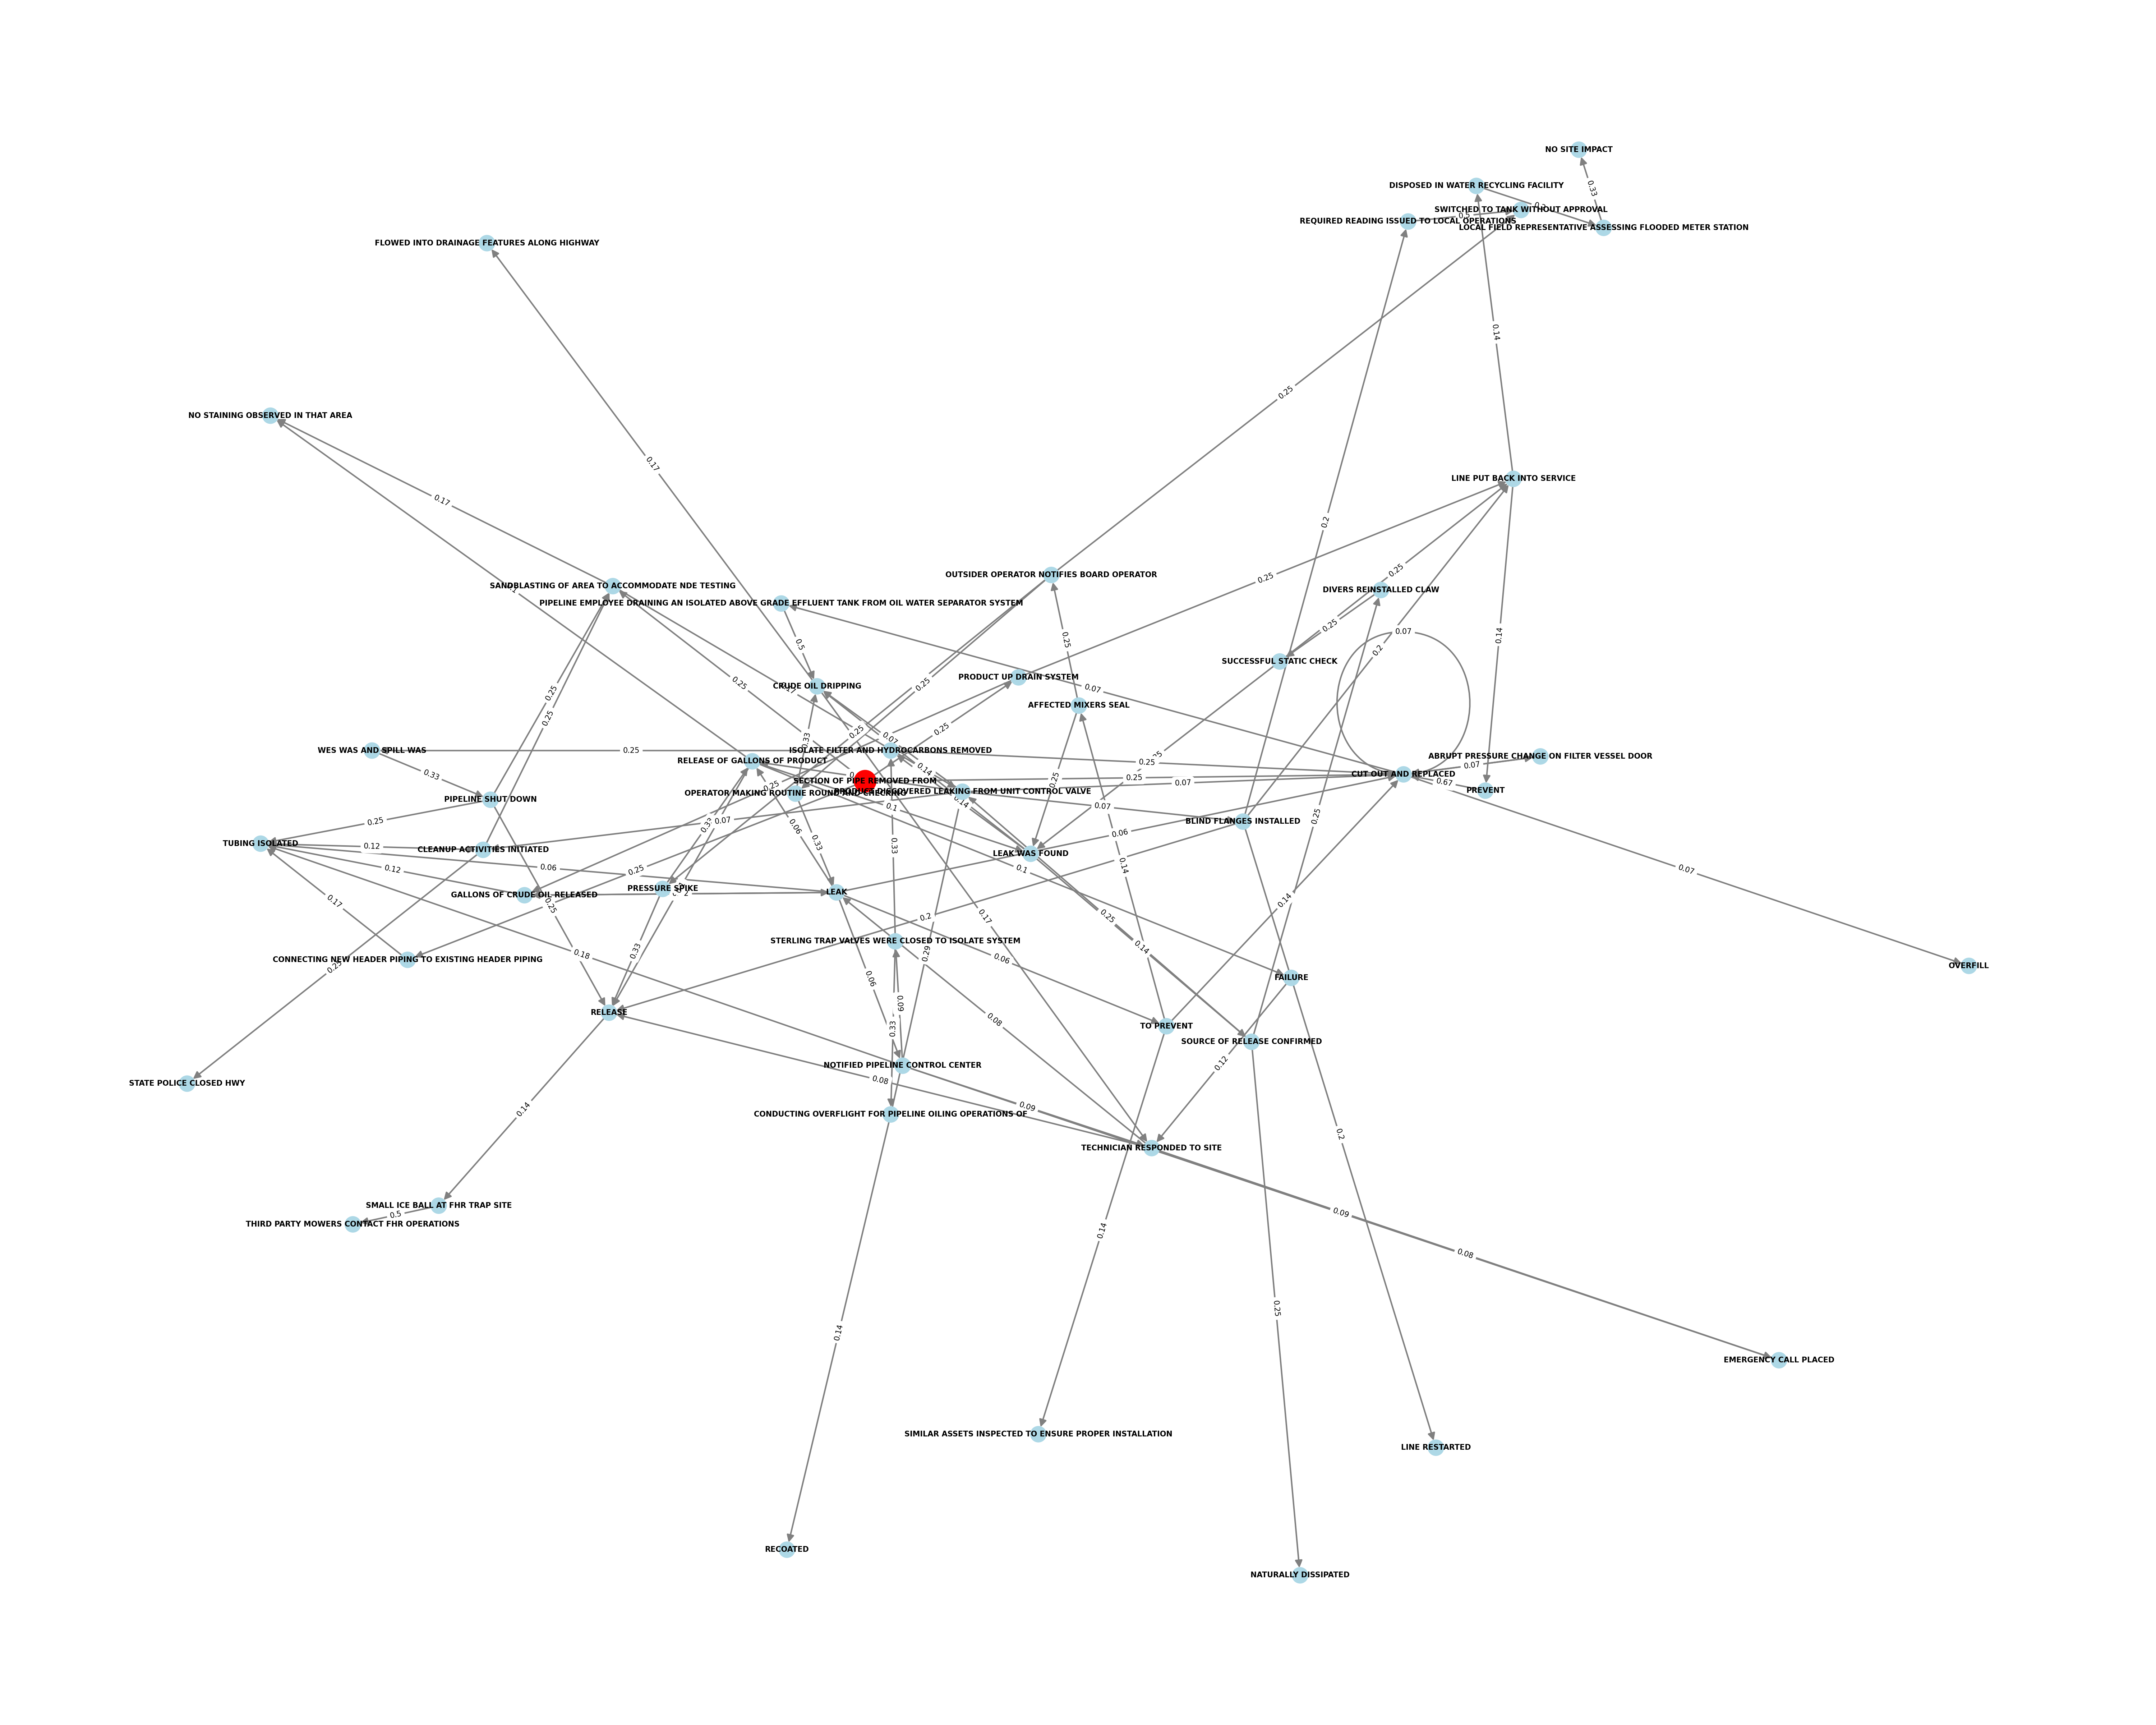 NO SITE IMPACT
DISPOSED IN WATER RECYCLING FACILITY
0.33
SWITCHED TO TANK WITHOUT APPROVAL
0.5
REQUIRED READING ISSUED TO LOCAL OPERATIONS
LOCAL FIELD REPRESENTATIVE ASSESSING FLOODED METER STATION
FLOWED INTO DRAINAGE FEATURES ALONG HIGHWAY
0.14
0.25
NO STAINING OBSERVED IN THAT AREA
0.17
LINE PUT BACK INTO SERVICE
0.17
0.2
0.25
OUTSIDER OPERATOR NOTIFIES BOARD OPERATOR
0.25
SANDBLASTING OF AREA TO ACCOMMODATE NDE TESTING
DIVERS REINSTALLED CLAW
PIPELINE EMPLOYEE DRAINING AN ISOLATED ABOVE GRADE EFFLUENT TANK FROM OIL WATER SEPARATOR SYSTEM
0.25
0.07
0.14
0.5
0.25
0.2
SUCCESSFUL STATIC CHECK
PRODUCT UP DRAIN SYSTEM
0.25
0.25
CRUDE OIL DRIPPING
0.07
0.25
AFFECTED MIXERS SEAL
0.25
0.25
0.25
0.33
0.07
WES WAS AND SPILL WAS
0.25
ISOLATE FILTER AND HYDROCARBONS REMOVED
ABRUPT PRESSURE CHANGE ON FILTER VESSEL DOOR
RELEASE OF GALLONS OF PRODUCT
0.25
0.07
0.14
0.33
CUT OUT AND REPLACED
SECTION OF PIPE REMOVED FROM
0.25
0.07
0.67
0.25
0.25
PREVENT
OPERATOR MAKING ROUTINE ROUND AND CHECKING
PRODUCT DISCOVERED LEAKING FROM UNIT CONTROL VALVE
PIPELINE SHUT DOWN
0.14
0.1
0.07
0.25
0.07
BLIND FLANGES INSTALLED
0.25
0.06
0.33
0.06
TUBING ISOLATED
0.12
CLEANUP ACTIVITIES INITIATED
0.33
LEAK WAS FOUND
0.12
0.06
0.25
0.1
0.14
PRESSURE SPIKE
LEAK
GALLONS OF CRUDE OIL RELEASED
0.17
0.25
0.2
0.25
0.14
STERLING TRAP VALVES WERE CLOSED TO ISOLATE SYSTEM
0.17
0.14
0.33
0.18
0.29
0.06
CONNECTING NEW HEADER PIPING TO EXISTING HEADER PIPING
0.25
OVERFILL
0.07
FAILURE
0.06
0.09
RELEASE
0.08
0.33
TO PREVENT
SOURCE OF RELEASE CONFIRMED
NOTIFIED PIPELINE CONTROL CENTER
0.12
0.08
STATE POLICE CLOSED HWY
0.14
0.09
CONDUCTING OVERFLIGHT FOR PIPELINE OILING OPERATIONS OF
0.2
TECHNICIAN RESPONDED TO SITE
SMALL ICE BALL AT FHR TRAP SITE
0.5
0.09
THIRD PARTY MOWERS CONTACT FHR OPERATIONS
0.14
0.08
0.25
0.14
EMERGENCY CALL PLACED
SIMILAR ASSETS INSPECTED TO ENSURE PROPER INSTALLATION
LINE RESTARTED
RECOATED
NATURALLY DISSIPATED